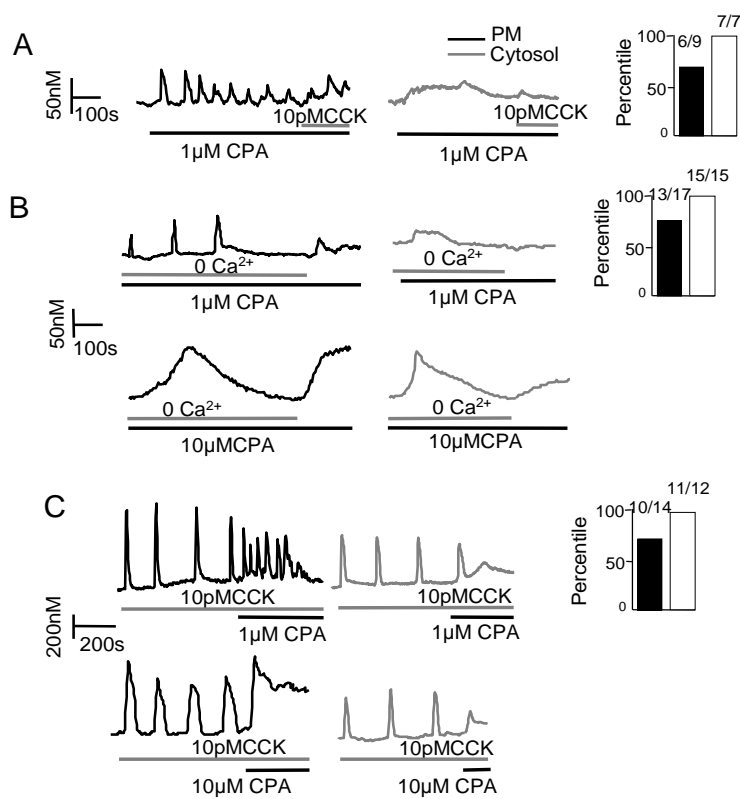 A
PM
Cytosol
50nM
100s
10pMCCK
1µM CPA
10pMCCK
1µM CPA
Percentile
100
50
0
6/9
7/7
B
0 Ca²⁺
1µM CPA
0 Ca²⁺
1µM CPA
50nM
100s
0 Ca²⁺
10µMCPA
0 Ca²⁺
10µMCPA
Percentile
100
50
0
13/17
15/15
C
10pMCCK
1µM CPA
10pMCCK
1µM CPA
200nM
200s
10pMCCK
10µM CPA
10pMCCK
10µM CPA
Percentile
100
50
0
10/14
11/12